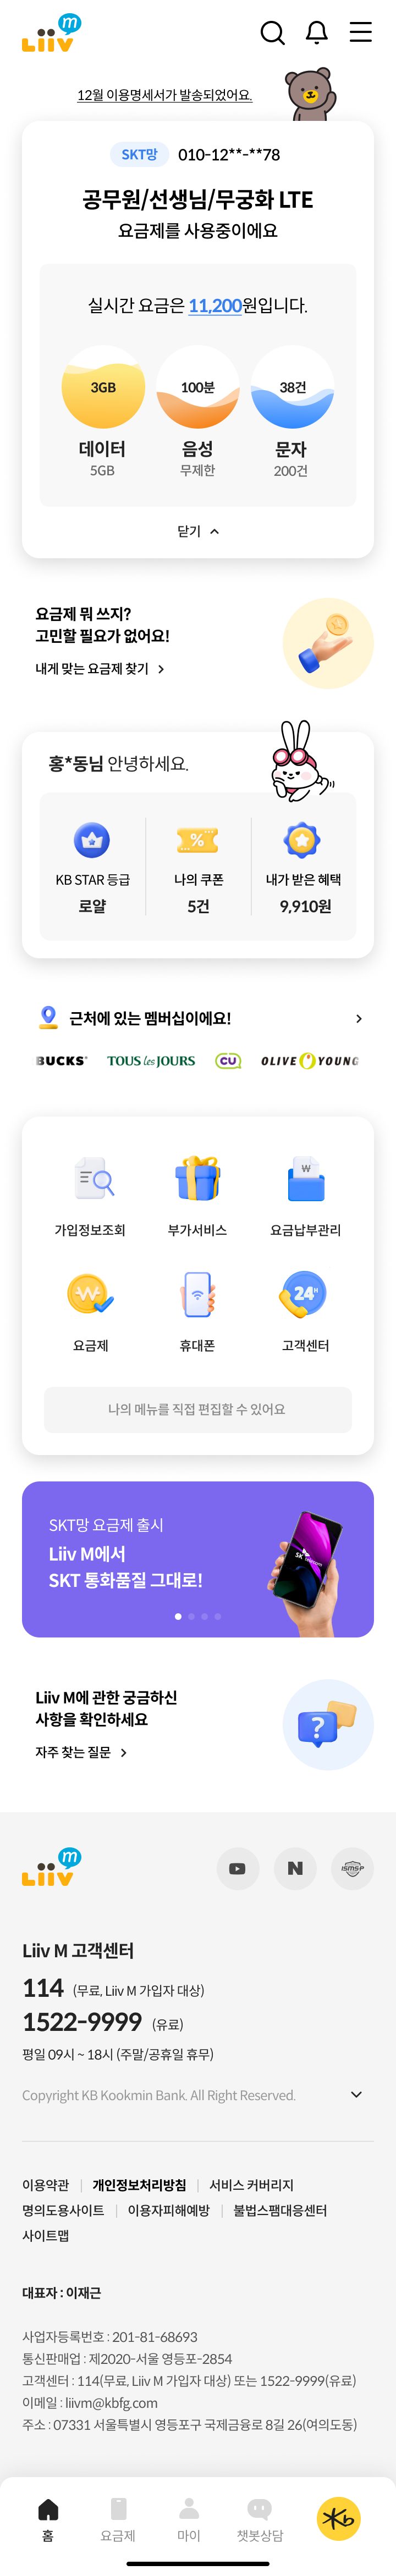 Liiv m
12월 이용명세서가 발송되었어요.
SKT망 010-12**-**78
공무원/선생님/무궁화 LTE
요금제를 사용중이에요
실시간 요금은 11,200원입니다.
3GB 100분 38건
데이터 음성 문자
5GB 무제한 200건
닫기
요금제 뭐 쓰지?
고민할 필요가 없어요!
내게 맞는 요금제 찾기
홍*동님 안녕하세요.
KB STAR 등급 나의 쿠폰 내가 받은 혜택
로얄 5건 9,910원
근처에 있는 멤버십이에요!
BUCKS TOUS les JOURS CU OLIVE YOUNG
가입정보조회 부가서비스 요금납부관리
24H
요금제 휴대폰 고객센터
나의 메뉴를 직접 편집할 수 있어요
SKT망 요금제 출시
Liiv M에서
SKT 통화품질 그대로!
SK telecom
Liiv M에 관한 궁금하신
사항을 확인하세요
자주 찾는 질문
Liiv m N ISMS-P
Liiv M 고객센터
114 (무료, Liiv M 가입자 대상)
1522-9999 (유료)
평일 09시 ~ 18시 (주말/공휴일 휴무)
Copyright KB Kookmin Bank. All Right Reserved.
이용약관 | 개인정보처리방침 | 서비스 커버리지
명의도용사이트 | 이용자피해예방 | 불법스팸대응센터
사이트맵
대표자 : 이재근
사업자등록번호 : 201-81-68693
통신판매업 : 제2020-서울 영등포-2854
고객센터 : 114(무료, Liiv M 가입자 대상) 또는 1522-9999(유료)
이메일 : liivm@kbfg.com
주소 : 07331 서울특별시 영등포구 국제금융로 8길 26(여의도동)
홈 요금제 마이 챗봇상담 Kb